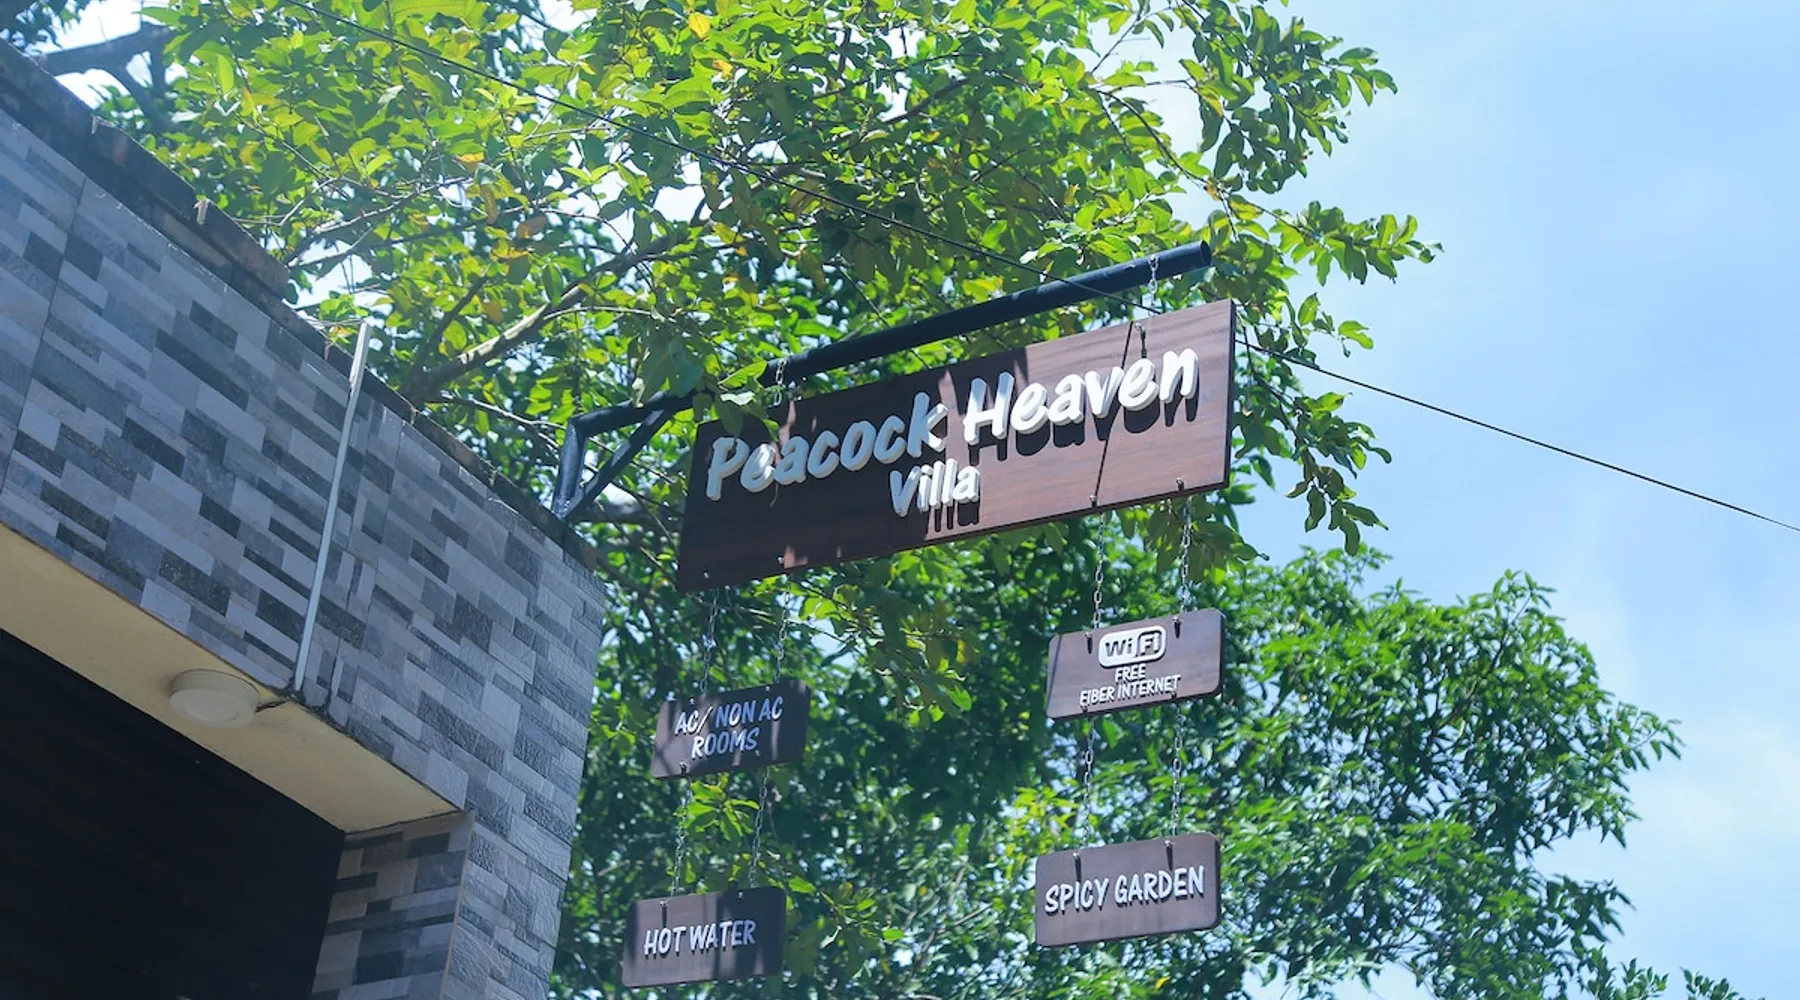 Peacock Heaven
Villa
AC/ NON AC
ROOMS
HOT WATER
WiFi
FREE
FIBER INTERNET
SPICY GARDEN